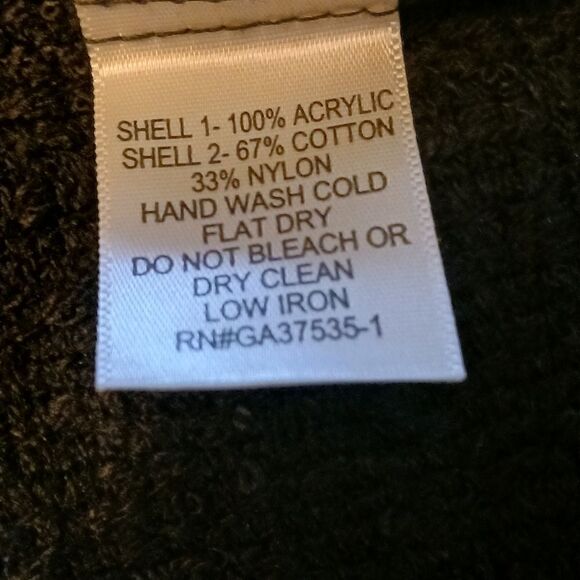 SHELL 1- 100% ACRYLIC
SHELL 2- 67% COTTON
33% NYLON
HAND WASH COLD
FLAT DRY
DO NOT BLEACH OR
DRY CLEAN
LOW IRON
RN#GA37535-1